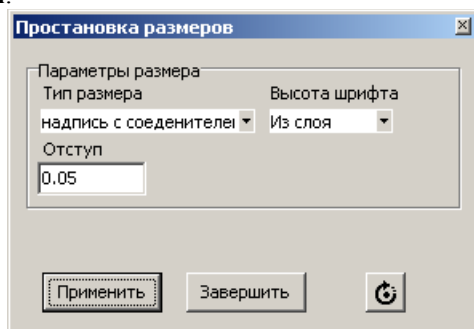 Простановка размеров
Параметры размера
Тип размера Высота шрифта
надпись с соеденителе Из слоя
Отступ
0.05
Применить Завершить